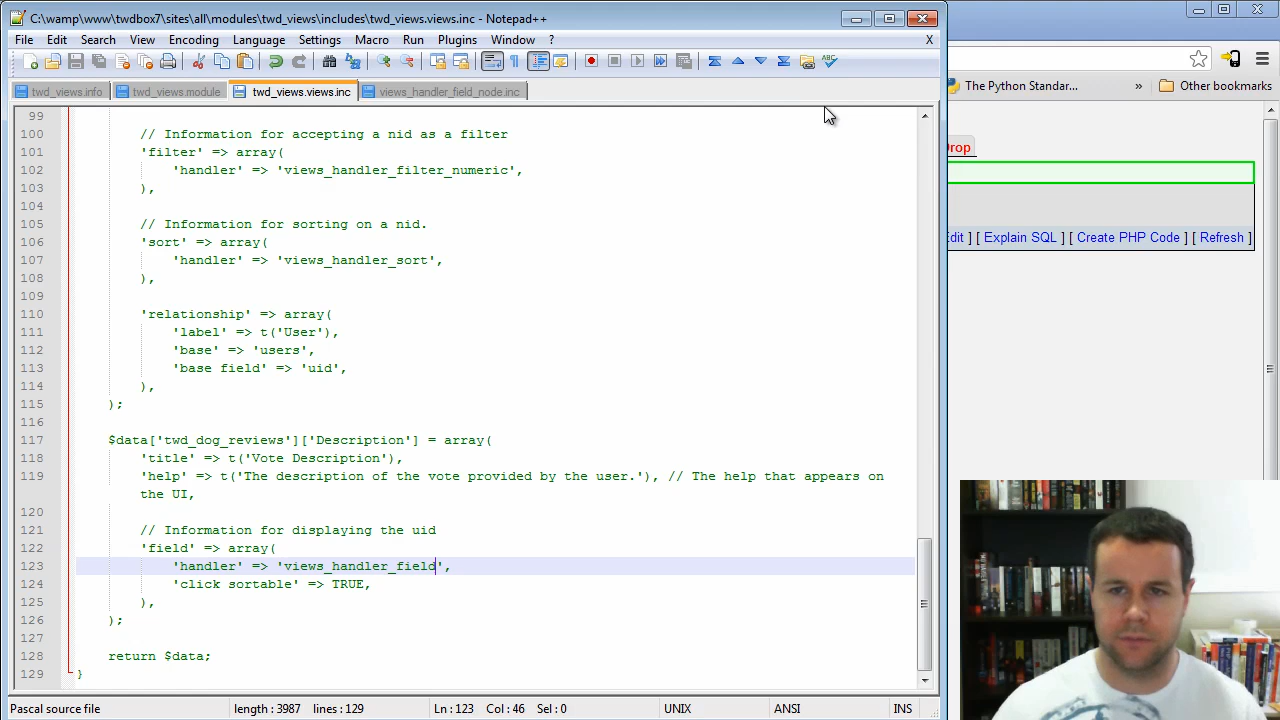 C:\wamp\www\twdbox7\sites\all\modules\twd_views\includes\twd_views.views.inc - Notepad++
File Edit Search View Encoding Language Settings Macro Run Plugins Window ? X
twd_views.info twd_views.module twd_views.views.inc views_handler_field_node.inc
The Python Standar... » Other bookmarks
99
100 // Information for accepting a nid as a filter
101 'filter' => array(
102 'handler' => 'views_handler_filter_numeric',
103 ),
104
105 // Information for sorting on a nid.
106 'sort' => array(
107 'handler' => 'views_handler_sort',
108 ),
109
110 'relationship' => array(
111 'label' => t('User'),
112 'base' => 'users',
113 'base field' => 'uid',
114 ),
115 );
116
117 $data['twd_dog_reviews']['Description'] = array(
118 'title' => t('Vote Description'),
119 'help' => t('The description of the vote provided by the user.'), // The help that appears on
the UI,
120
121 // Information for displaying the uid
122 'field' => array(
123 'handler' => 'views_handler_field',
124 'click sortable' => TRUE,
125 ),
126 );
127
128 return $data;
129 }
rop
dit ] [ Explain SQL ] [ Create PHP Code ] [ Refresh ]
Pascal source file length : 3987 lines : 129 Ln : 123 Col : 46 Sel : 0 UNIX ANSI INS